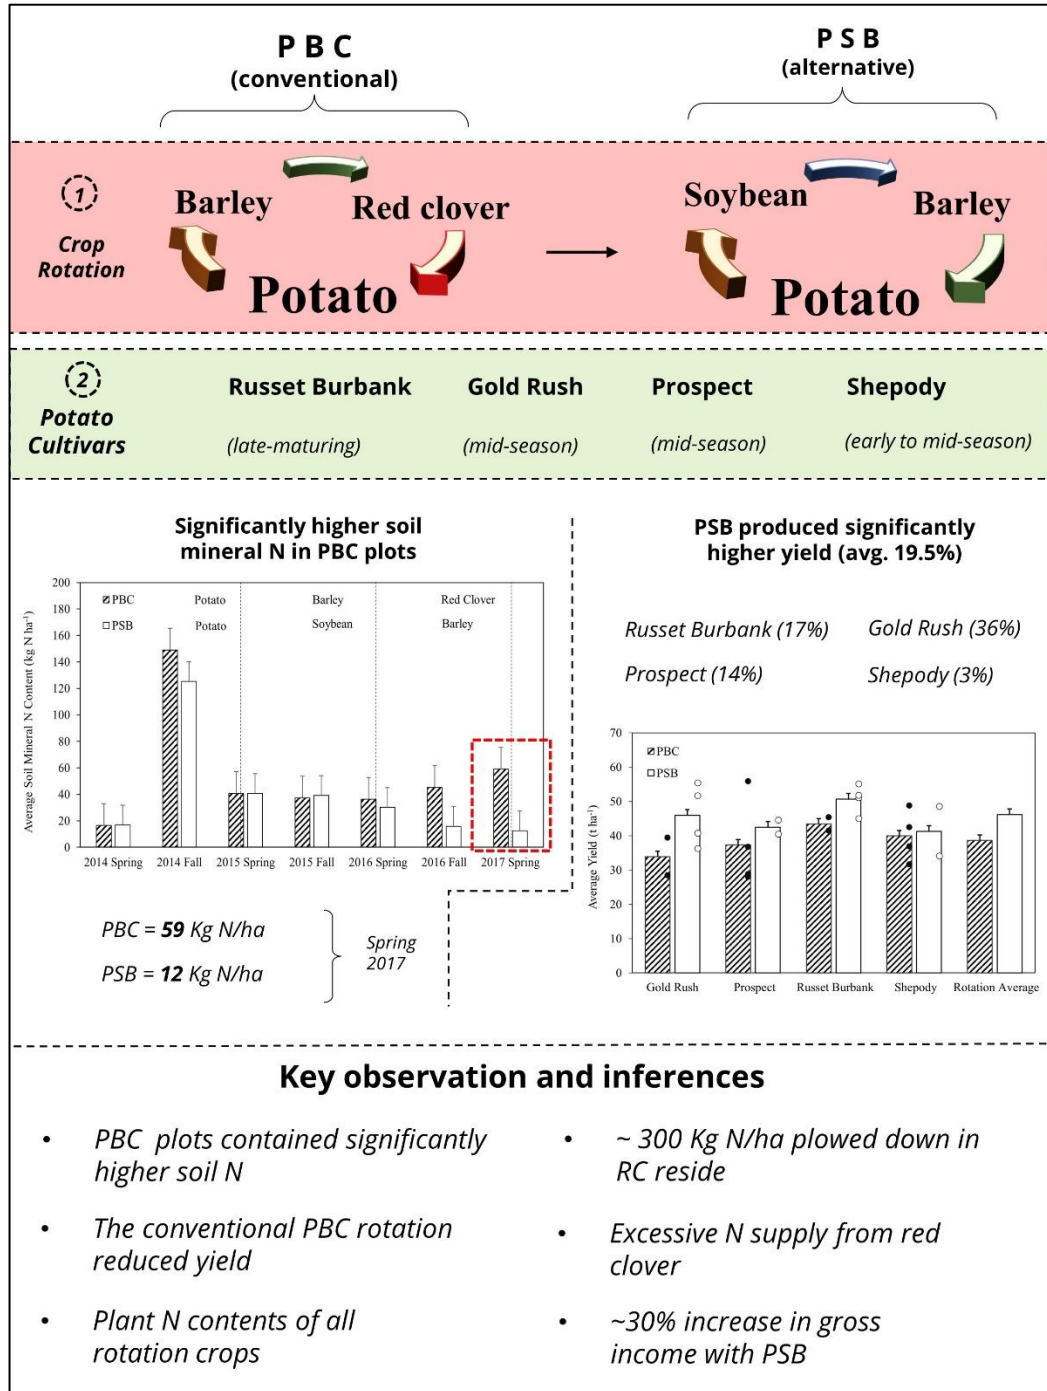 P B C
(conventional)
P S B
(alternative)
1
Crop
Rotation
Barley
Red clover
Potato
Soybean
Barley
Potato
2
Potato
Cultivars
Russet Burbank
(late-maturing)
Gold Rush
(mid-season)
Prospect
(mid-season)
Shepody
(early to mid-season)
Significantly higher soil
mineral N in PBC plots
Average Soil Mineral N Content (kg N ha⁻¹)
200
180
160
140
120
100
80
60
40
20
0
PBC Potato Barley Red Clover
PSB Potato Soybean Barley
2014 Spring 2014 Fall 2015 Spring 2015 Fall 2016 Spring 2016 Fall 2017 Spring
PBC = 59 Kg N/ha
PSB = 12 Kg N/ha
Spring
2017
PSB produced significantly
higher yield (avg. 19.5%)
Russet Burbank (17%) Gold Rush (36%)
Prospect (14%) Shepody (3%)
Average Yield (t ha⁻¹)
70
60
50
40
30
20
10
0
PBC
PSB
Gold Rush Prospect Russet Burbank Shepody Rotation Average
Key observation and inferences
• PBC plots contained significantly
higher soil N
• The conventional PBC rotation
reduced yield
• Plant N contents of all
rotation crops
• ~ 300 Kg N/ha plowed down in
RC reside
• Excessive N supply from red
clover
• ~30% increase in gross
income with PSB